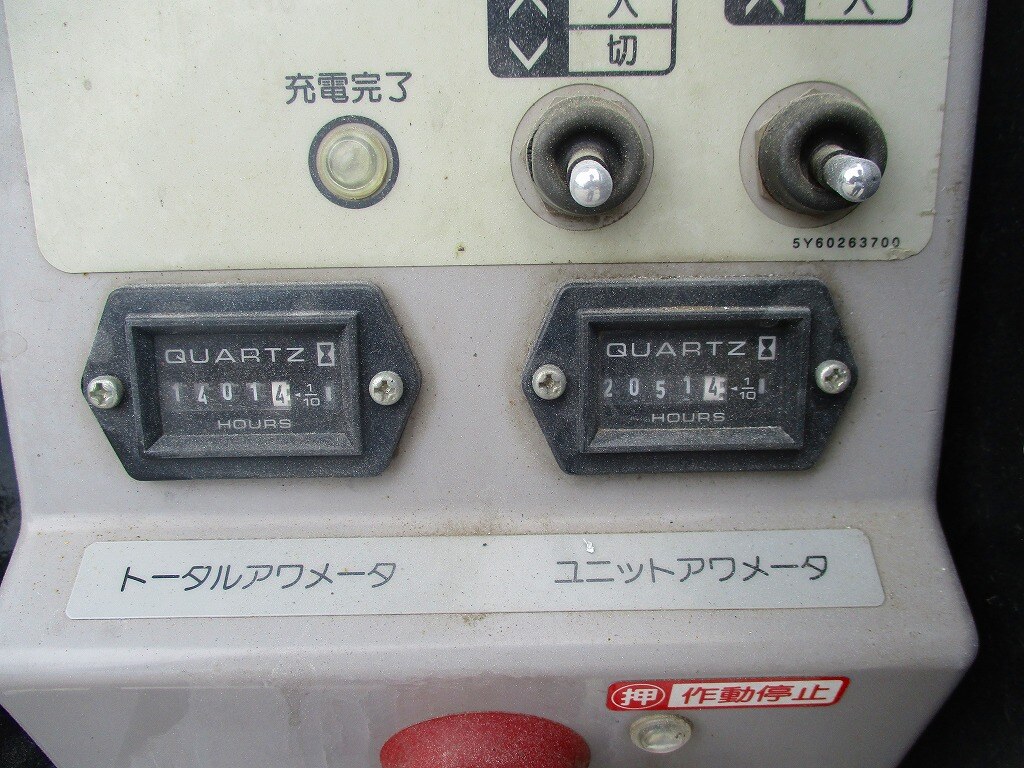 入
入
切
充電完了
5Y60263700
QUARTZ
14014 1/10
HOURS
QUARTZ
20514 1/10
HOURS
トータルアワメータ
ユニットアワメータ
押 作動停止